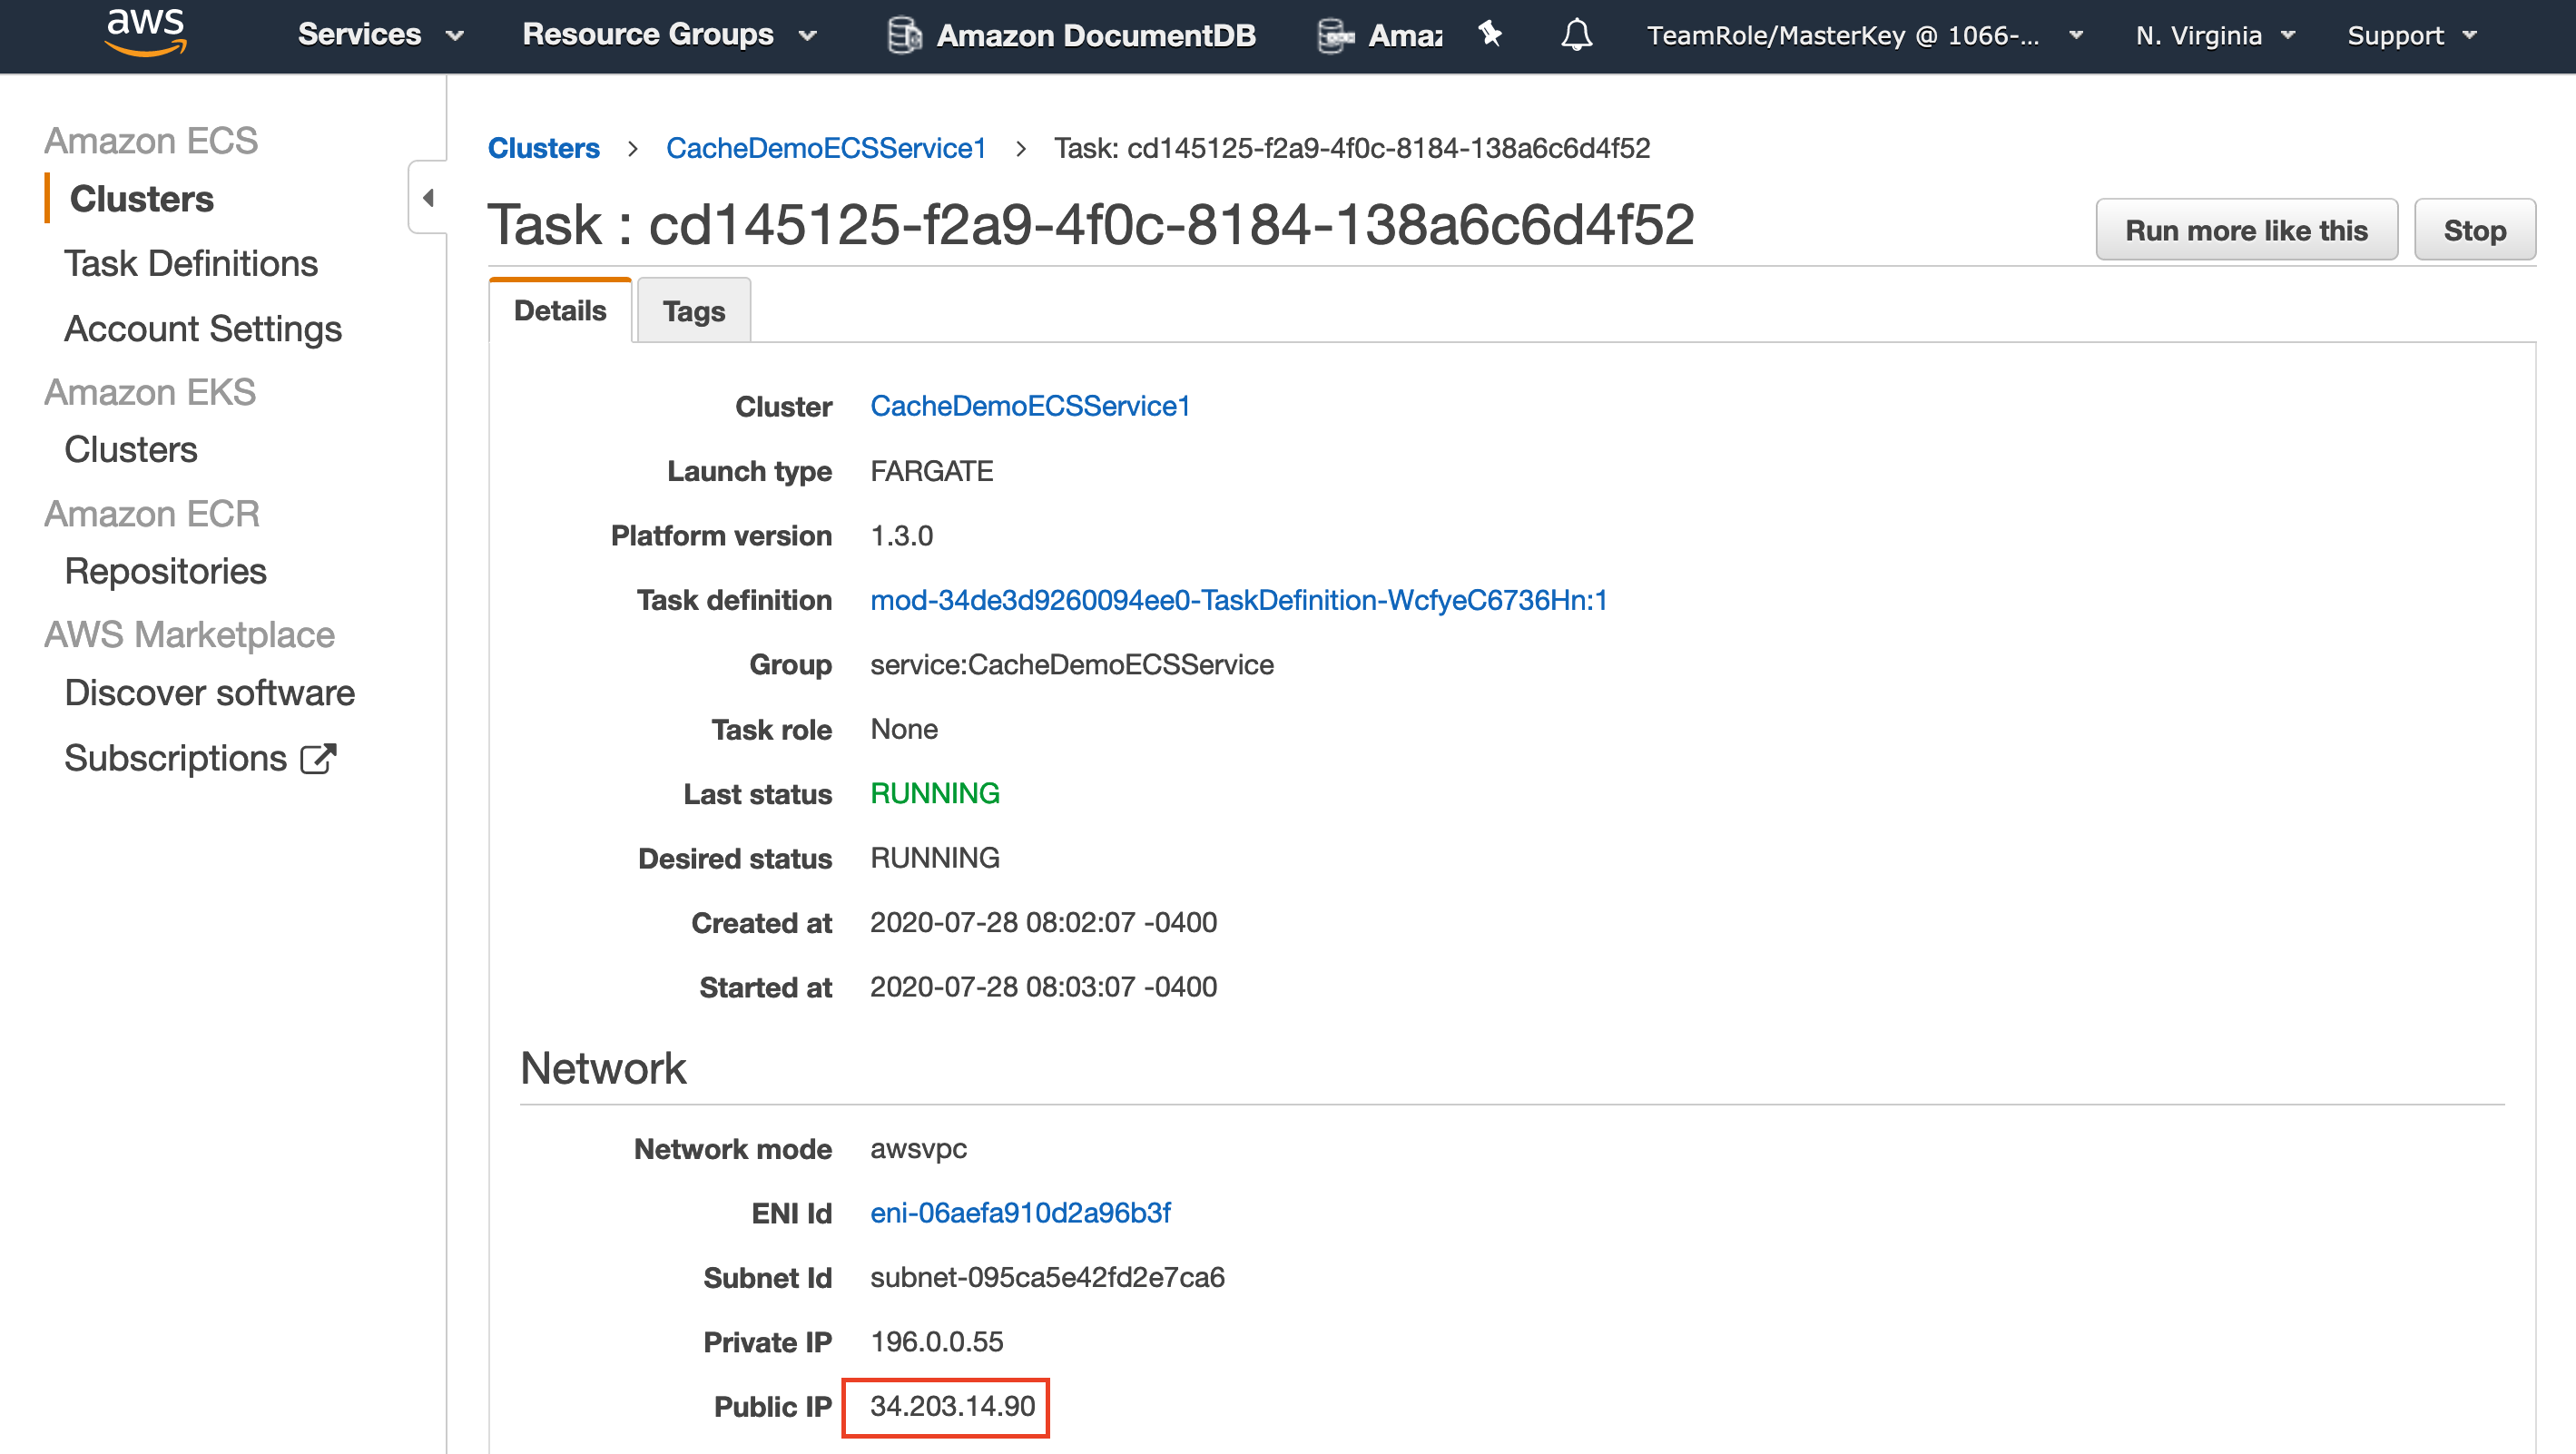 aws Services Resource Groups Amazon DocumentDB Amaz TeamRole/MasterKey @ 1066-... N. Virginia Support
Amazon ECS
Clusters
Task Definitions
Account Settings
Amazon EKS
Clusters
Amazon ECR
Repositories
AWS Marketplace
Discover software
Subscriptions
Clusters > CacheDemoECSService1 > Task: cd145125-f2a9-4f0c-8184-138a6c6d4f52
Task : cd145125-f2a9-4f0c-8184-138a6c6d4f52
Run more like this Stop
Details Tags
Cluster CacheDemoECSService1
Launch type FARGATE
Platform version 1.3.0
Task definition mod-34de3d9260094ee0-TaskDefinition-WcfyeC6736Hn:1
Group service:CacheDemoECSService
Task role None
Last status RUNNING
Desired status RUNNING
Created at 2020-07-28 08:02:07 -0400
Started at 2020-07-28 08:03:07 -0400
Network
Network mode awsvpc
ENI Id eni-06aefa910d2a96b3f
Subnet Id subnet-095ca5e42fd2e7ca6
Private IP 196.0.0.55
Public IP 34.203.14.90